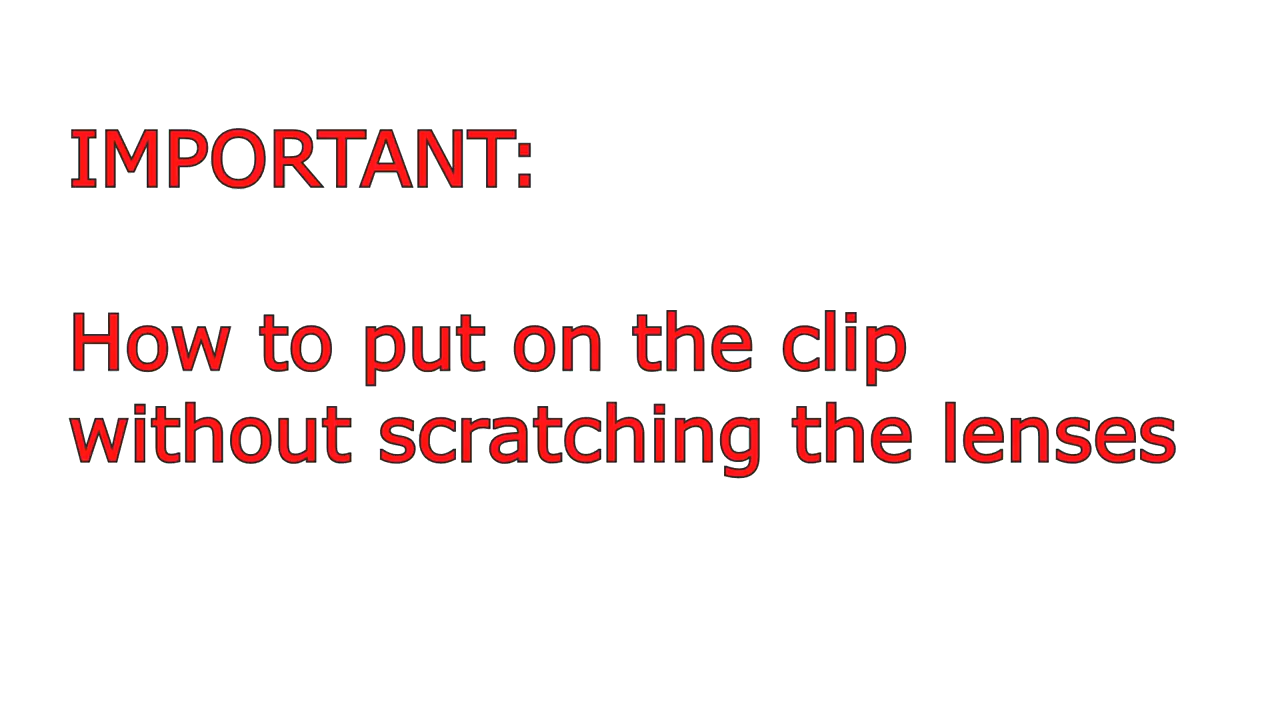 IMPORTANT:
How to put on the clip
without scratching the lenses